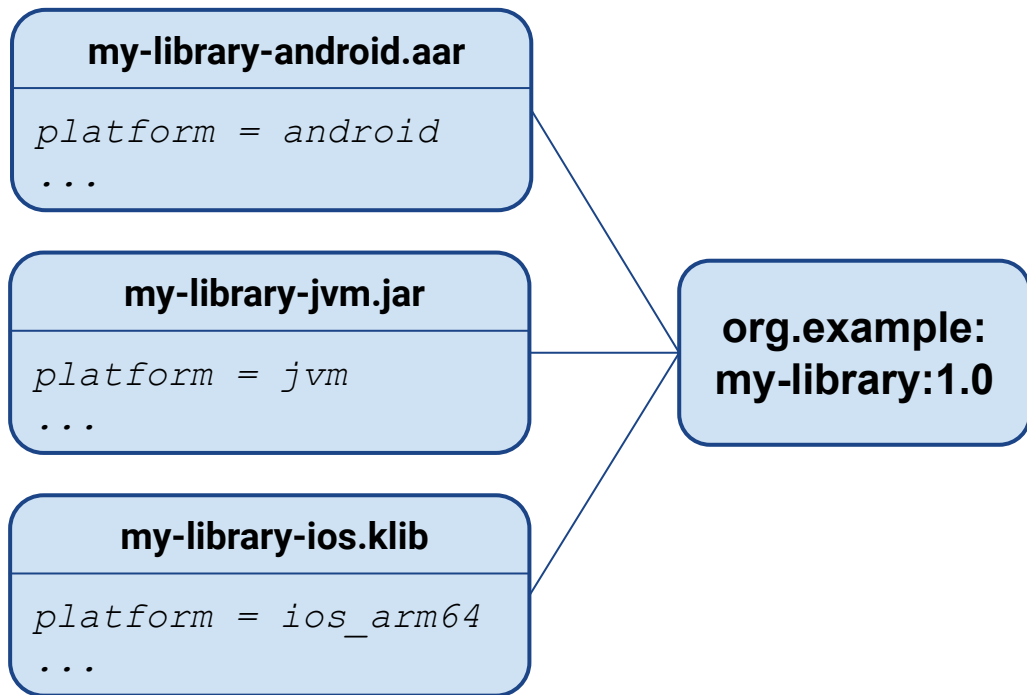 my-library-android.aar
platform = android
...
my-library-jvm.jar
platform = jvm
...
my-library-ios.klib
platform = ios_arm64
...
org.example:
my-library:1.0